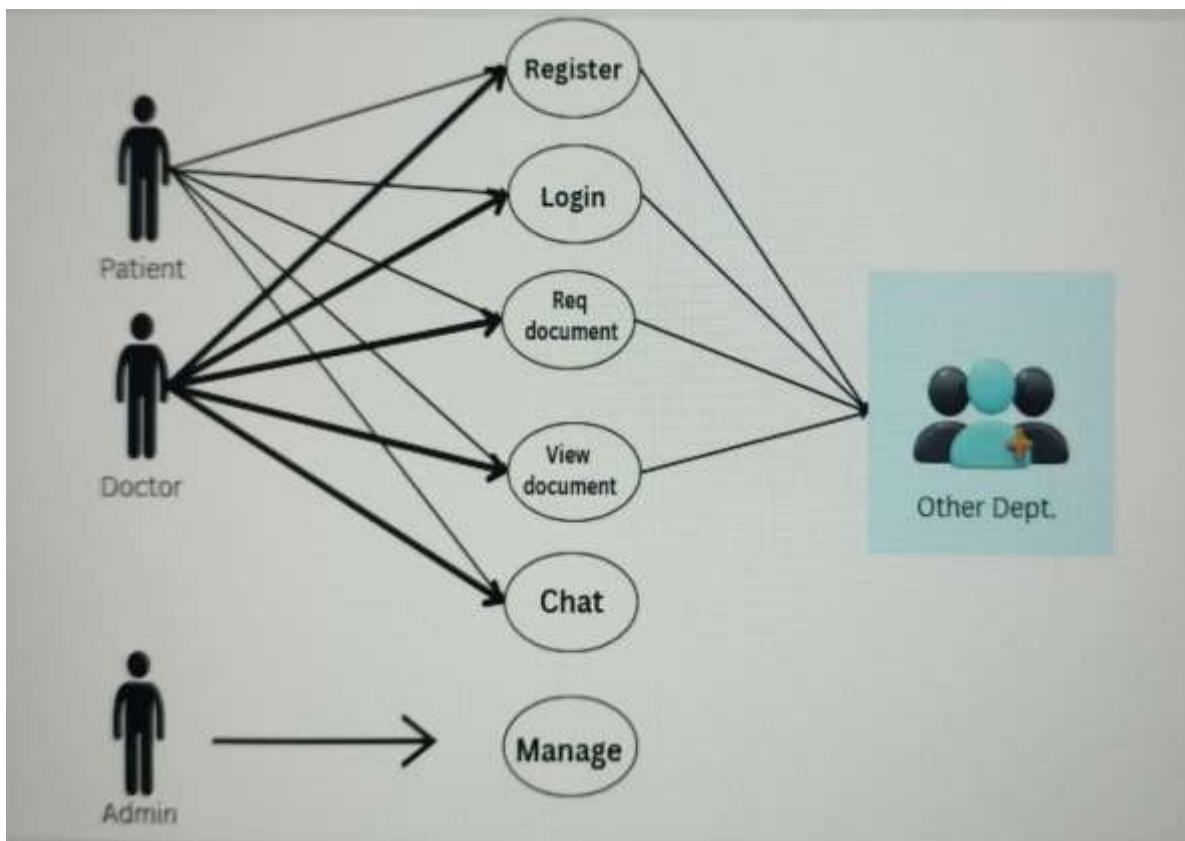 Register
Patient
Login
Req
document
Doctor
View
document
Other Dept.
Chat
Admin
Manage